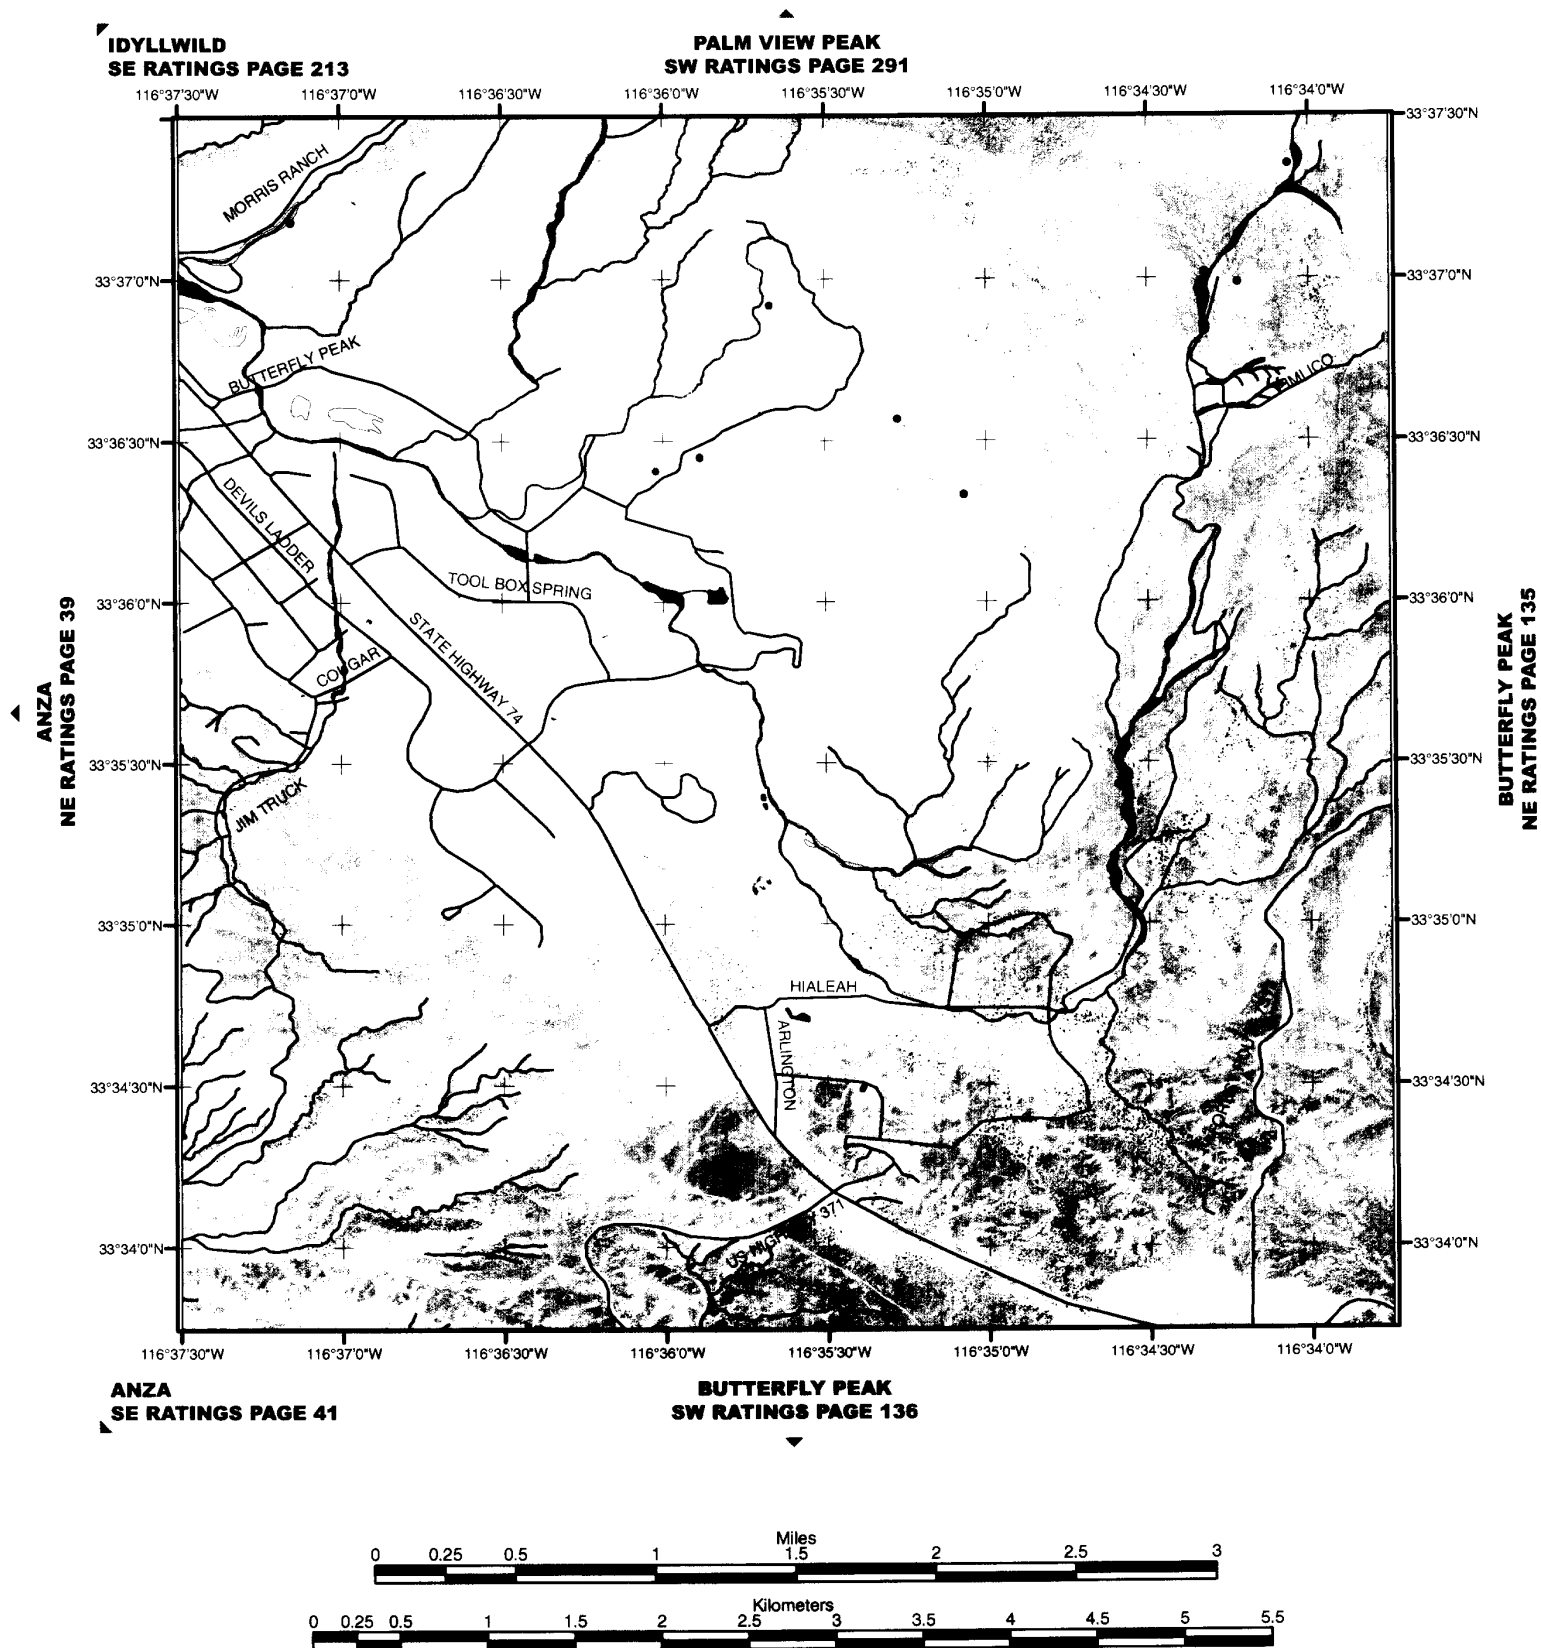 IDYLLWILD
SE RATINGS PAGE 213
PALM VIEW PEAK
SW RATINGS PAGE 291
116°37'30"W 116°37'0"W 116°36'30"W 116°36'0"W 116°35'30"W 116°35'0"W 116°34'30"W 116°34'0"W
33°37'30"N
MORRIS RANCH
33°37'0"N 33°37'0"N
BUTTERFLY PEAK
33°36'30"N 33°36'30"N
DEVILS LADDER
TOOL BOX SPRING
33°36'0"N 33°36'0"N
STATE HIGHWAY 74
COUGAR
ANZA
NE RATINGS PAGE 39
BUTTERFLY PEAK
NE RATINGS PAGE 135
33°35'30"N 33°35'30"N
JIM TRUCK
33°35'0"N 33°35'0"N
HIALEAH
ARLINGTON
33°34'30"N 33°34'30"N
371
33°34'0"N 33°34'0"N
116°37'30"W 116°37'0"W 116°36'30"W 116°36'0"W 116°35'30"W 116°35'0"W 116°34'30"W 116°34'0"W
ANZA
SE RATINGS PAGE 41
BUTTERFLY PEAK
SW RATINGS PAGE 136
Miles
0 0.25 0.5 1 1.5 2 2.5 3
Kilometers
0 0.25 0.5 1 1.5 2 2.5 3 3.5 4 4.5 5 5.5